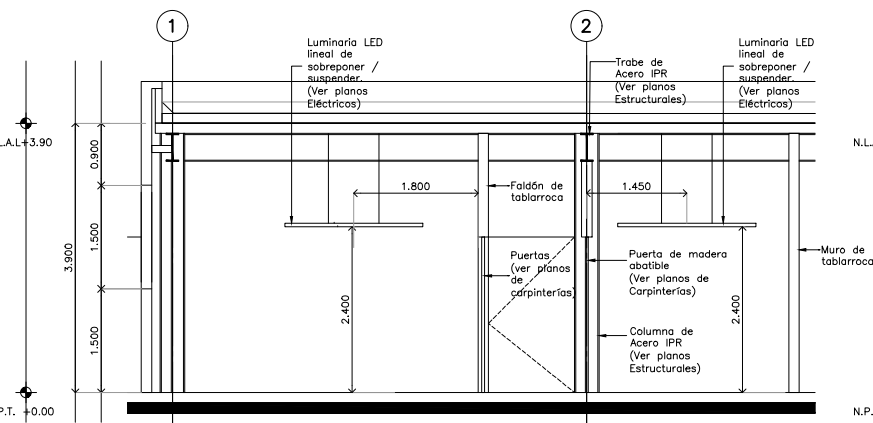 1
2
Luminaria LED
lineal de
sobreponer /
suspender.
(Ver planos
Eléctricos)
Trabe de
Acero IPR
(Ver planos
Estructurales)
Luminaria LED
lineal de
sobreponer /
suspender.
(Ver planos
Eléctricos)
L.A.L+3.90
N.L.
0.900
1.500
3.900
1.500
1.800
Faldón de
tablarroca
1.450
Puertas
(ver planos
de
carpinterías)
Puerta de madera
abatible
(Ver planos de
Carpinterías)
Muro de
tablarroca
2.400
2.400
Columna de
Acero IPR
(Ver planos
Estructurales)
P.T. +0.00
N.P.